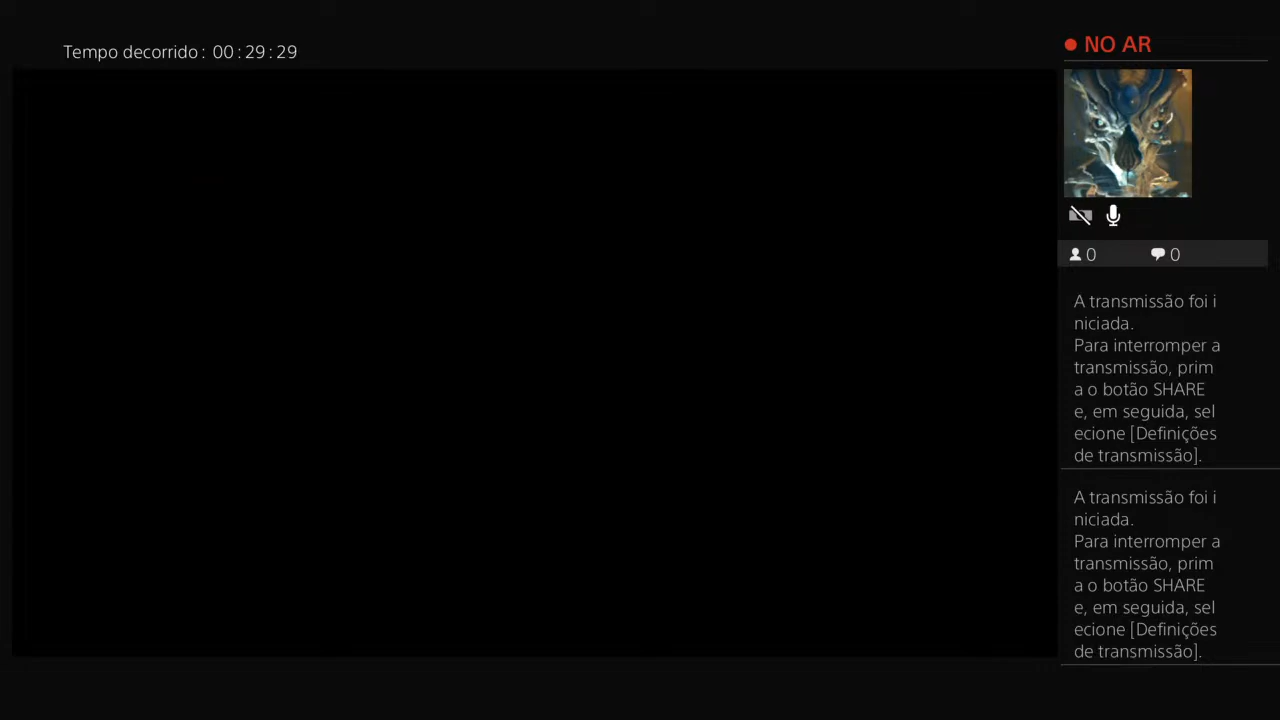 Tempo decorrido: 00:29:29
NO AR
0
0
A transmissão foi i
niciada.
Para interromper a
transmissão, prim
a o botão SHARE
e, em seguida, sel
ecione [Definições
de transmissão].
A transmissão foi i
niciada.
Para interromper a
transmissão, prim
a o botão SHARE
e, em seguida, sel
ecione [Definições
de transmissão].